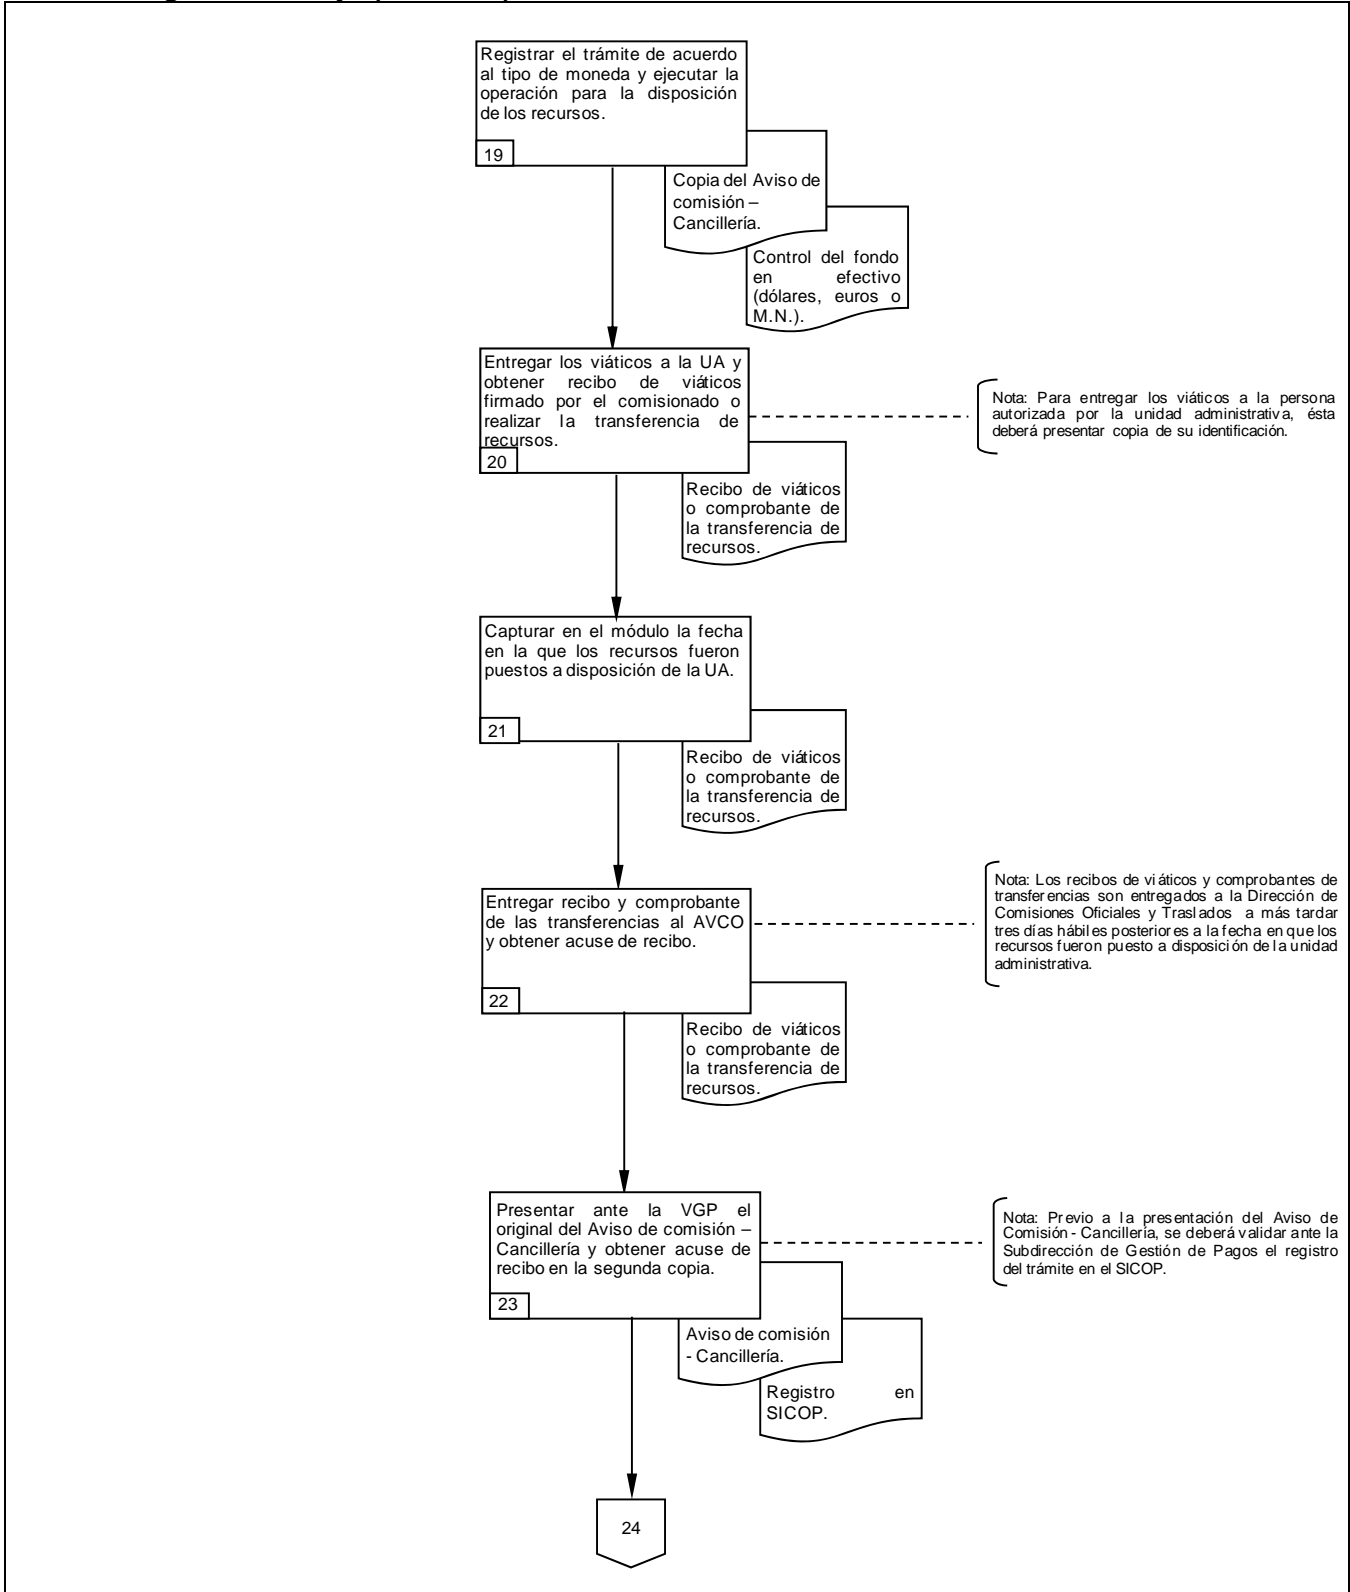 Registrar el trámite de acuerdo
al tipo de moneda y ejecutar la
operación para la disposición
de los recursos.
19
Copia del Aviso de
comisión –
Cancillería.
Control del fondo
en efectivo
(dólares, euros o
M.N.).
Entregar los viáticos a la UA y
obtener recibo de viáticos
firmado por el comisionado o
realizar la transferencia de
recursos.
20
Nota: Para entregar los viáticos a la persona
autorizada por la unidad administrativa, ésta
deberá presentar copia de su identificación.
Recibo de viáticos
o comprobante de
la transferencia de
recursos.
Capturar en el módulo la fecha
en la que los recursos fueron
puestos a disposición de la UA.
21
Recibo de viáticos
o comprobante de
la transferencia de
recursos.
Entregar recibo y comprobante
de las transferencias al AVCO
y obtener acuse de recibo.
22
Nota: Los recibos de viáticos y comprobantes de
transferencias son entregados a la Dirección de
Comisiones Oficiales y Traslados a más tardar
tres días hábiles posteriores a la fecha en que los
recursos fueron puesto a disposición de la unidad
administrativa.
Recibo de viáticos
o comprobante de
la transferencia de
recursos.
Presentar ante la VGP el
original del Aviso de comisión –
Cancillería y obtener acuse de
recibo en la segunda copia.
23
Nota: Previo a la presentación del Aviso de
Comisión - Cancillería, se deberá validar ante la
Subdirección de Gestión de Pagos el registro
del trámite en el SICOP.
Aviso de comisión
- Cancillería.
Registro en
SICOP.
24